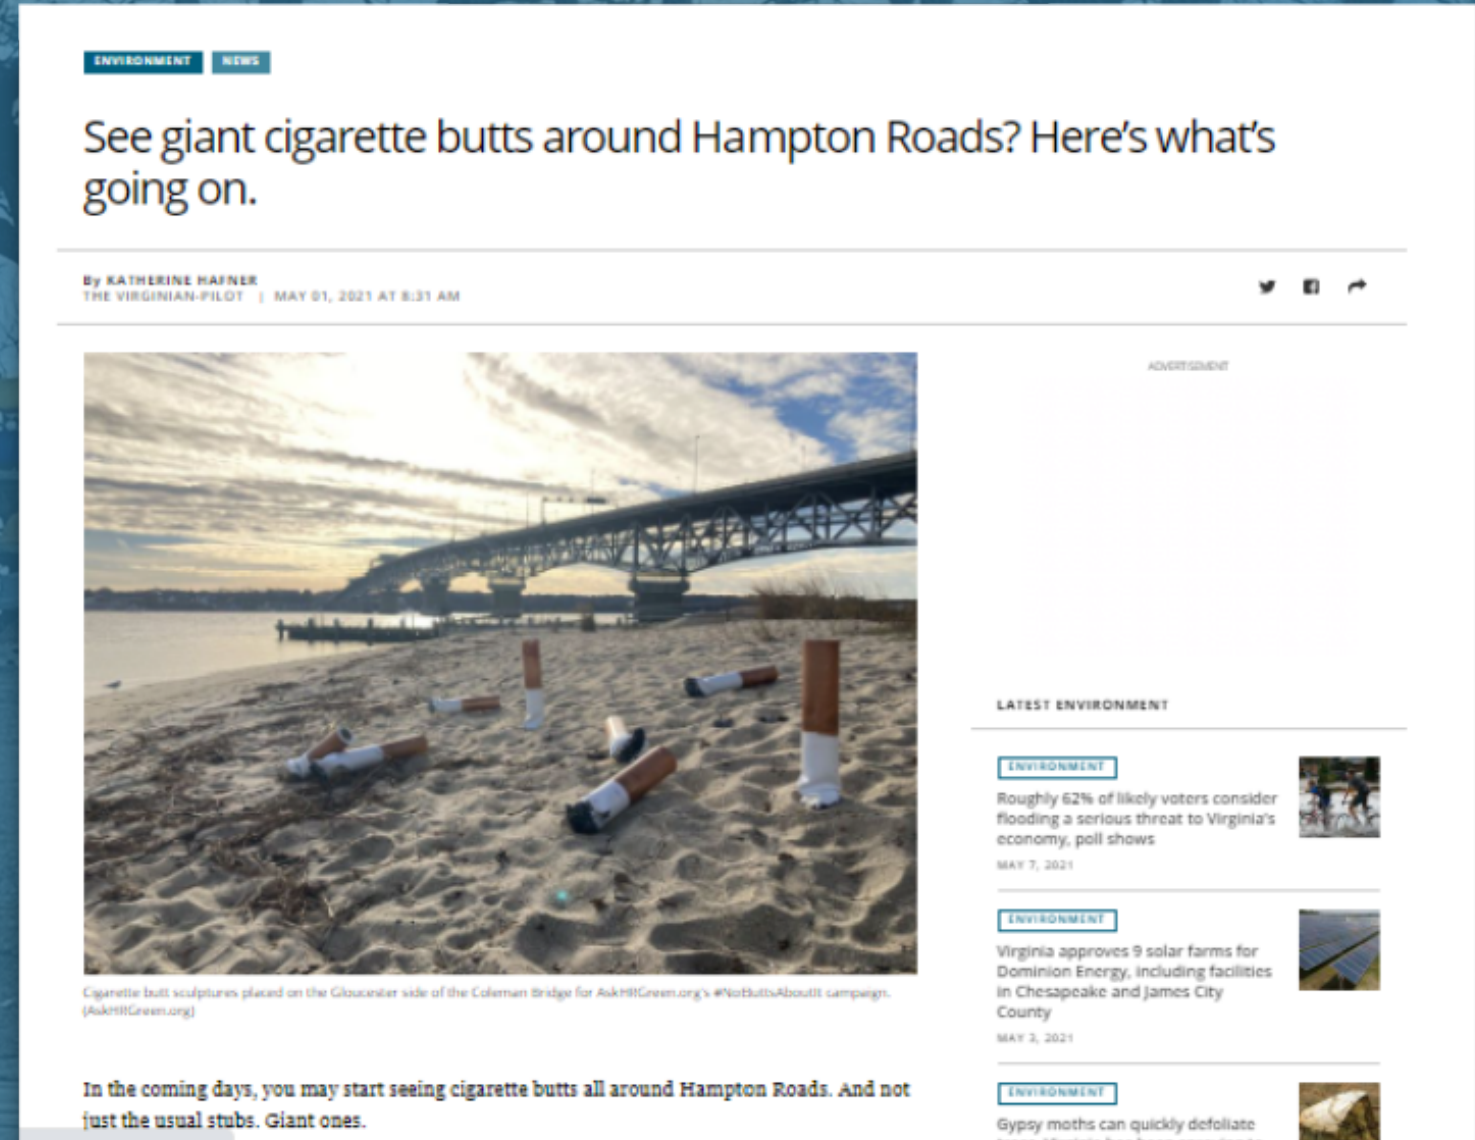 ENVIRONMENT
NEWS
See giant cigarette butts around Hampton Roads? Here's what's
going on.
By KATHERINE HAFNER
THE VIRGINIAN-PILOT | MAY 01, 2021 AT 8:31 AM
ADVERTISEMENT
Cigarette butt sculptures placed on the Gloucester side of the Coleman Bridge for AskHRGreen.org's #NoButtsAboutIt campaign.
(AskHRGreen.org)
In the coming days, you may start seeing cigarette butts all around Hampton Roads. And not
just the usual stubs. Giant ones.
LATEST ENVIRONMENT
ENVIRONMENT
Roughly 62% of likely voters consider
flooding a serious threat to Virginia's
economy, poll shows
MAY 7, 2021
ENVIRONMENT
Virginia approves 9 solar farms for
Dominion Energy, including facilities
in Chesapeake and James City
County
MAY 3, 2021
ENVIRONMENT
Gypsy moths can quickly defoliate